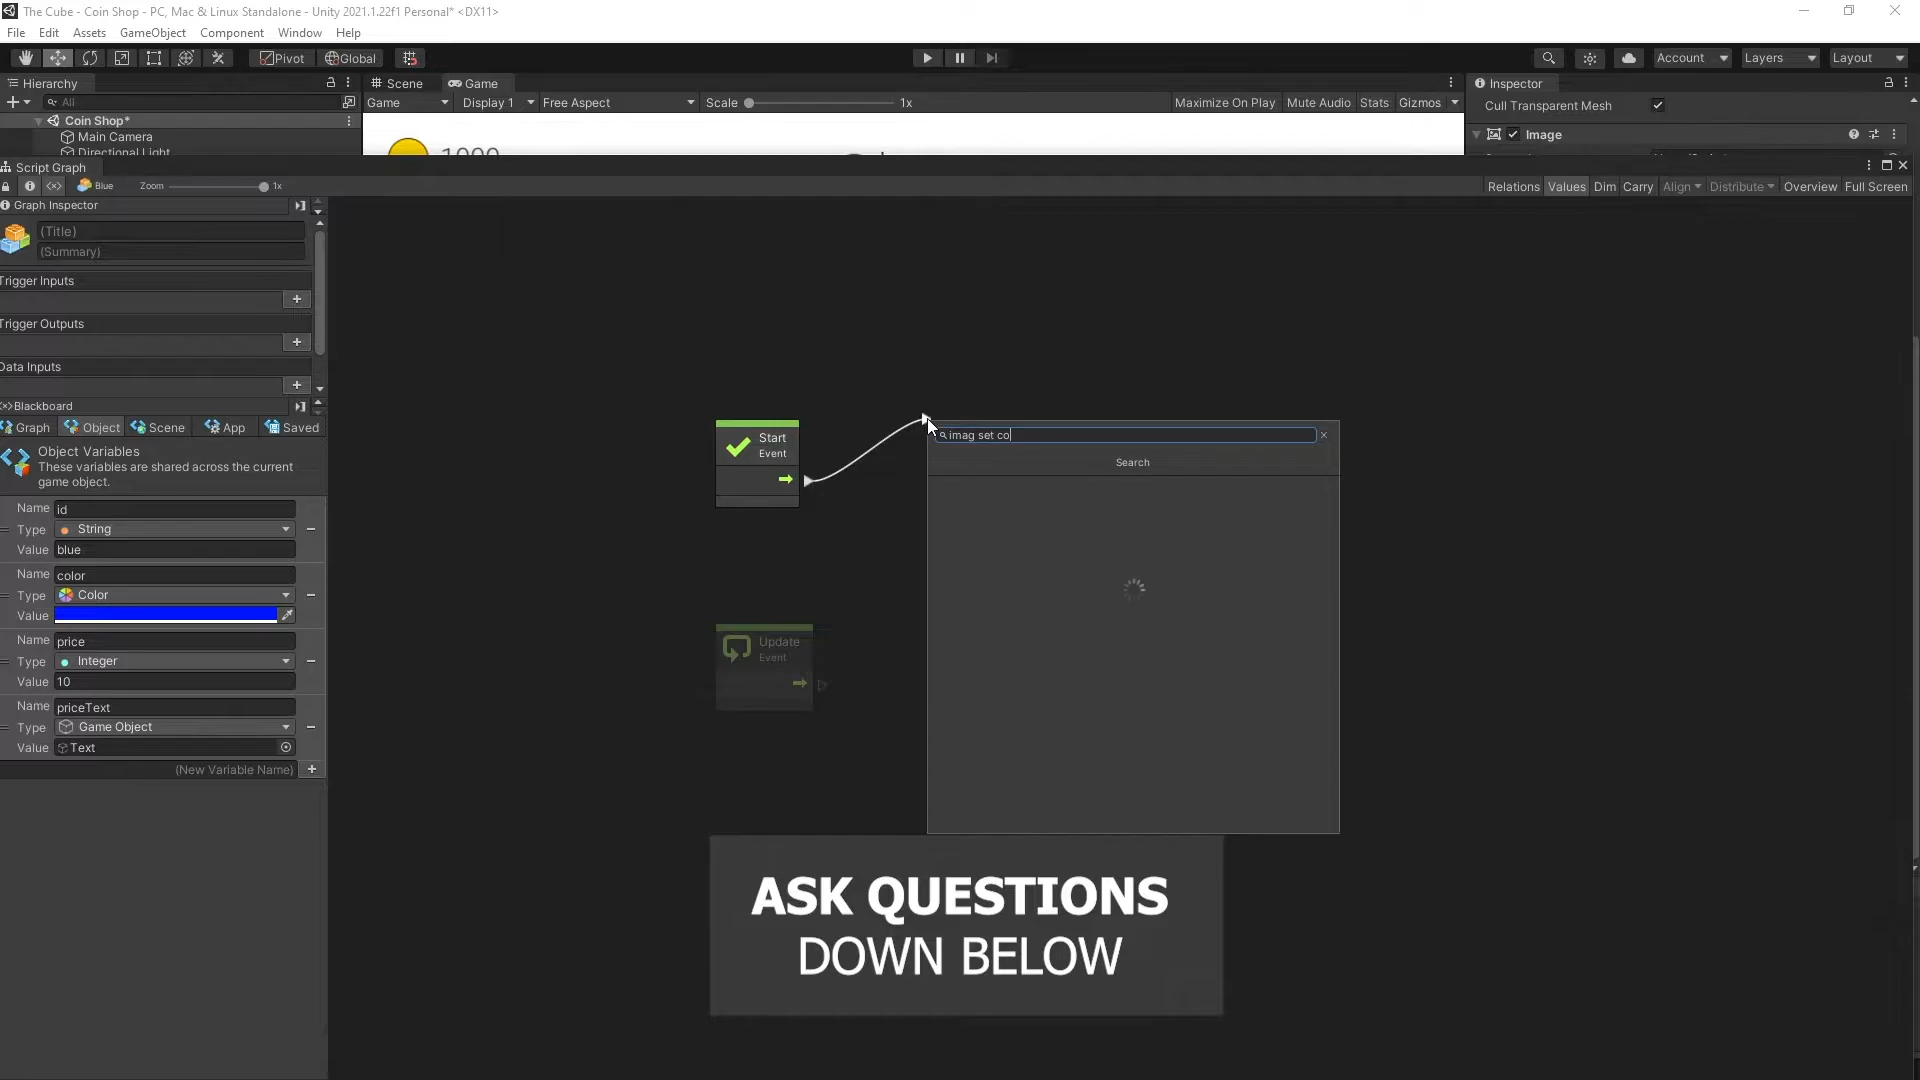 The Cube - Coin Shop - PC, Mac & Linux Standalone - Unity 2021.1.22f1 Personal* <DX11>
File Edit Assets GameObject Component Window Help
Pivot Global Account Layers Layout
Hierarchy Scene Game Inspector
All Game Display 1 Free Aspect Scale 1x Maximize On Play Mute Audio Stats Gizmos Cull Transparent Mesh
Coin Shop*
Main Camera Image
Directional Light 1000
Script Graph
Blue Zoom 1x Relations Values Dim Carry Align Distribute Overview Full Screen
Graph Inspector
(Title)
(Summary)
Trigger Inputs
Trigger Outputs
Data Inputs
Blackboard
Graph Object Scene App Saved
Object Variables
These variables are shared across the current
game object.
Name id
Type String
Value blue
Name color
Type Color
Value
Name price
Type Integer
Value 10
Name priceText
Type Game Object
Value Text
(New Variable Name)
Start
Event
Update
Event
imag set co
Search
ASK QUESTIONS
DOWN BELOW